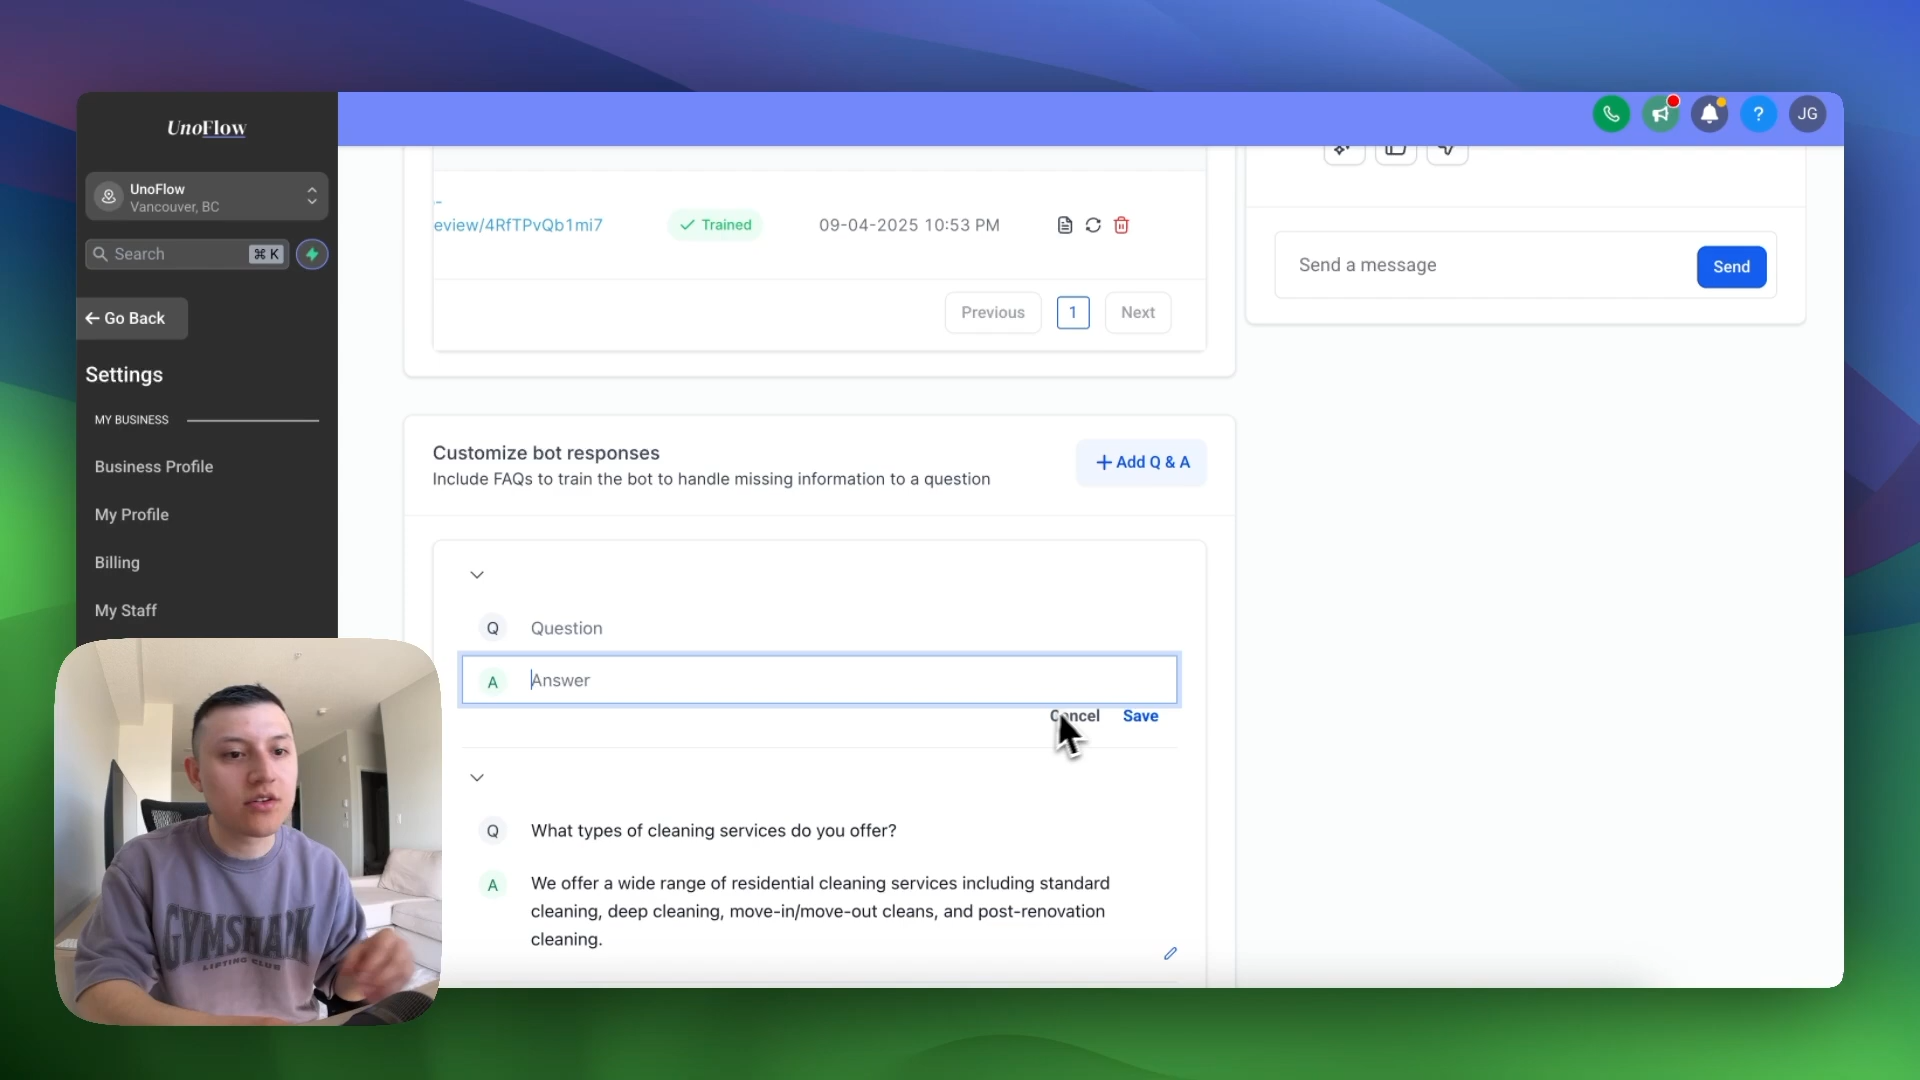 UnoFlow
JG
UnoFlow
Vancouver, BC
Search
⌘ K
Go Back
Settings
MY BUSINESS
Business Profile
My Profile
Billing
My Staff
-
eview/4RfTPvQb1mi7
Trained
09-04-2025 10:53 PM
Previous
1
Next
Send a message
Send
Customize bot responses
Include FAQs to train the bot to handle missing information to a question
+ Add Q & A
Q
Question
A
Answer
Cancel
Save
Q
What types of cleaning services do you offer?
A
We offer a wide range of residential cleaning services including standard
cleaning, deep cleaning, move-in/move-out cleans, and post-renovation
cleaning.
GYMSHARK
LIFTING CLUB